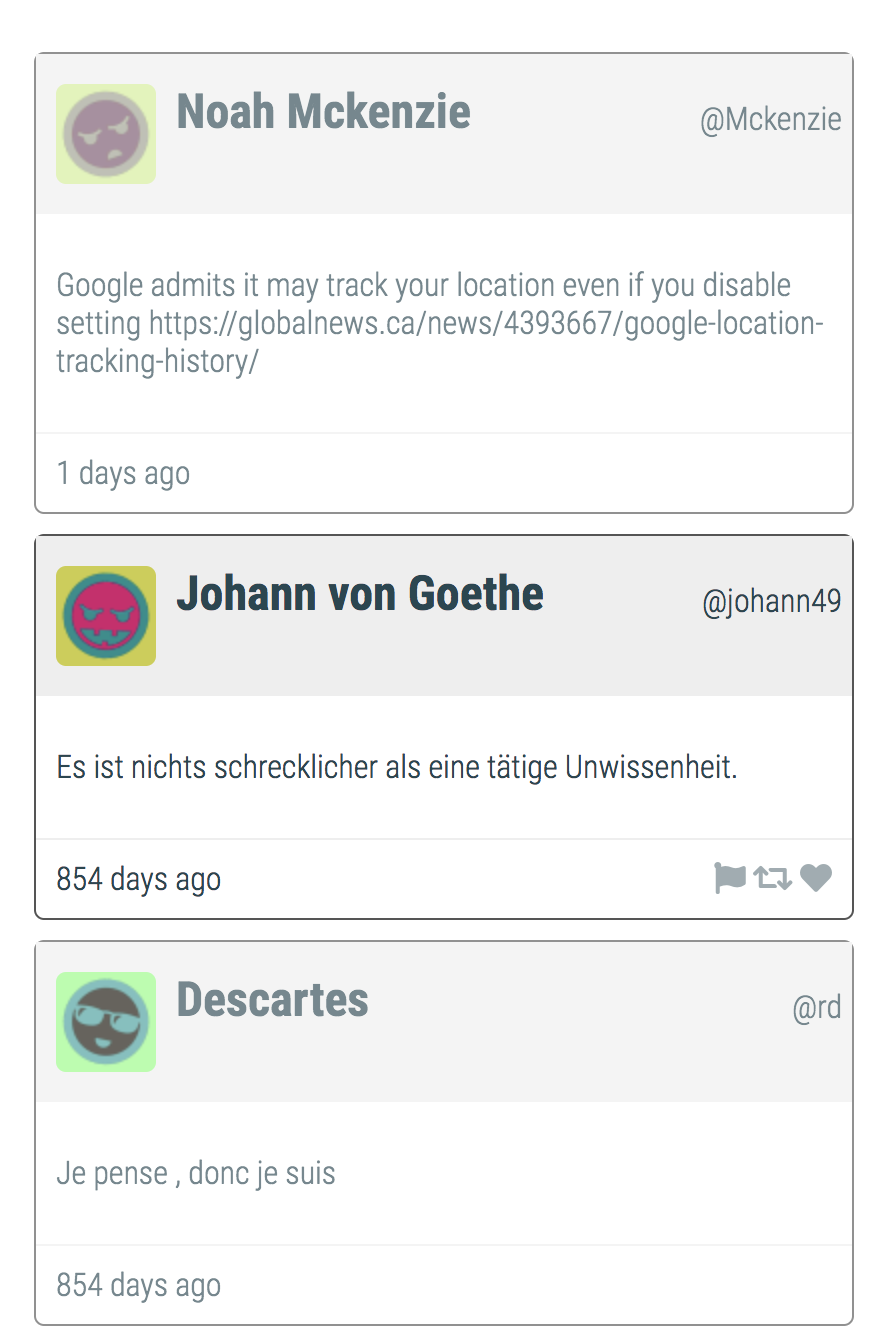 Noah Mckenzie @Mckenzie
Google admits it may track your location even if you disable
setting https://globalnews.ca/news/4393667/google-location-
tracking-history/
1 days ago
Johann von Goethe @johann49
Es ist nichts schrecklicher als eine tätige Unwissenheit.
854 days ago
Descartes @rd
Je pense , donc je suis
854 days ago